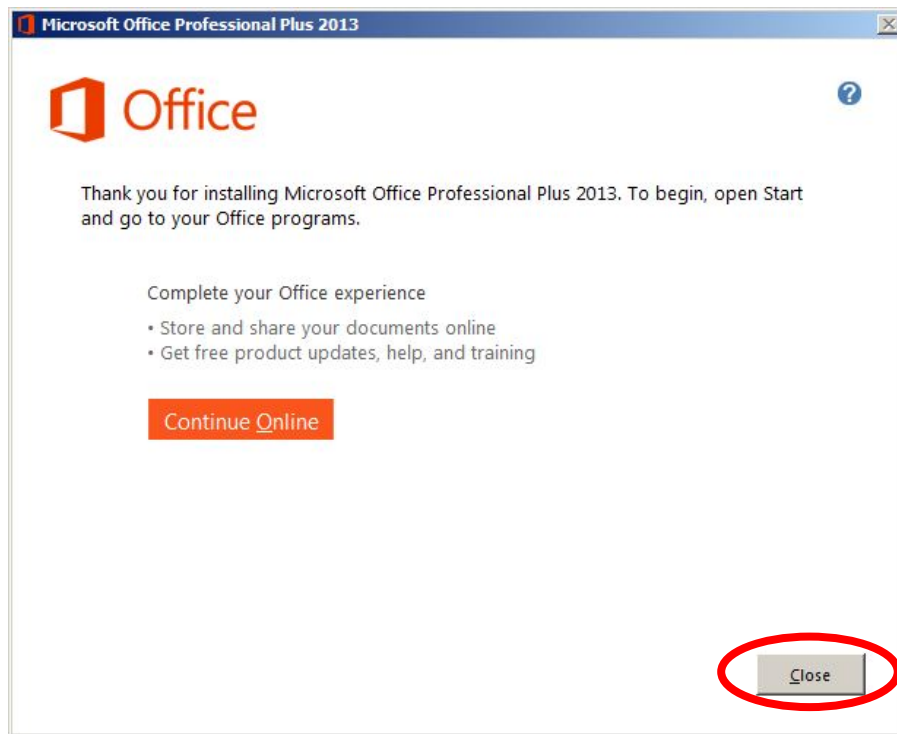 Microsoft Office Professional Plus 2013
Office
?
Thank you for installing Microsoft Office Professional Plus 2013. To begin, open Start
and go to your Office programs.
Complete your Office experience
• Store and share your documents online
• Get free product updates, help, and training
Continue Online
Close